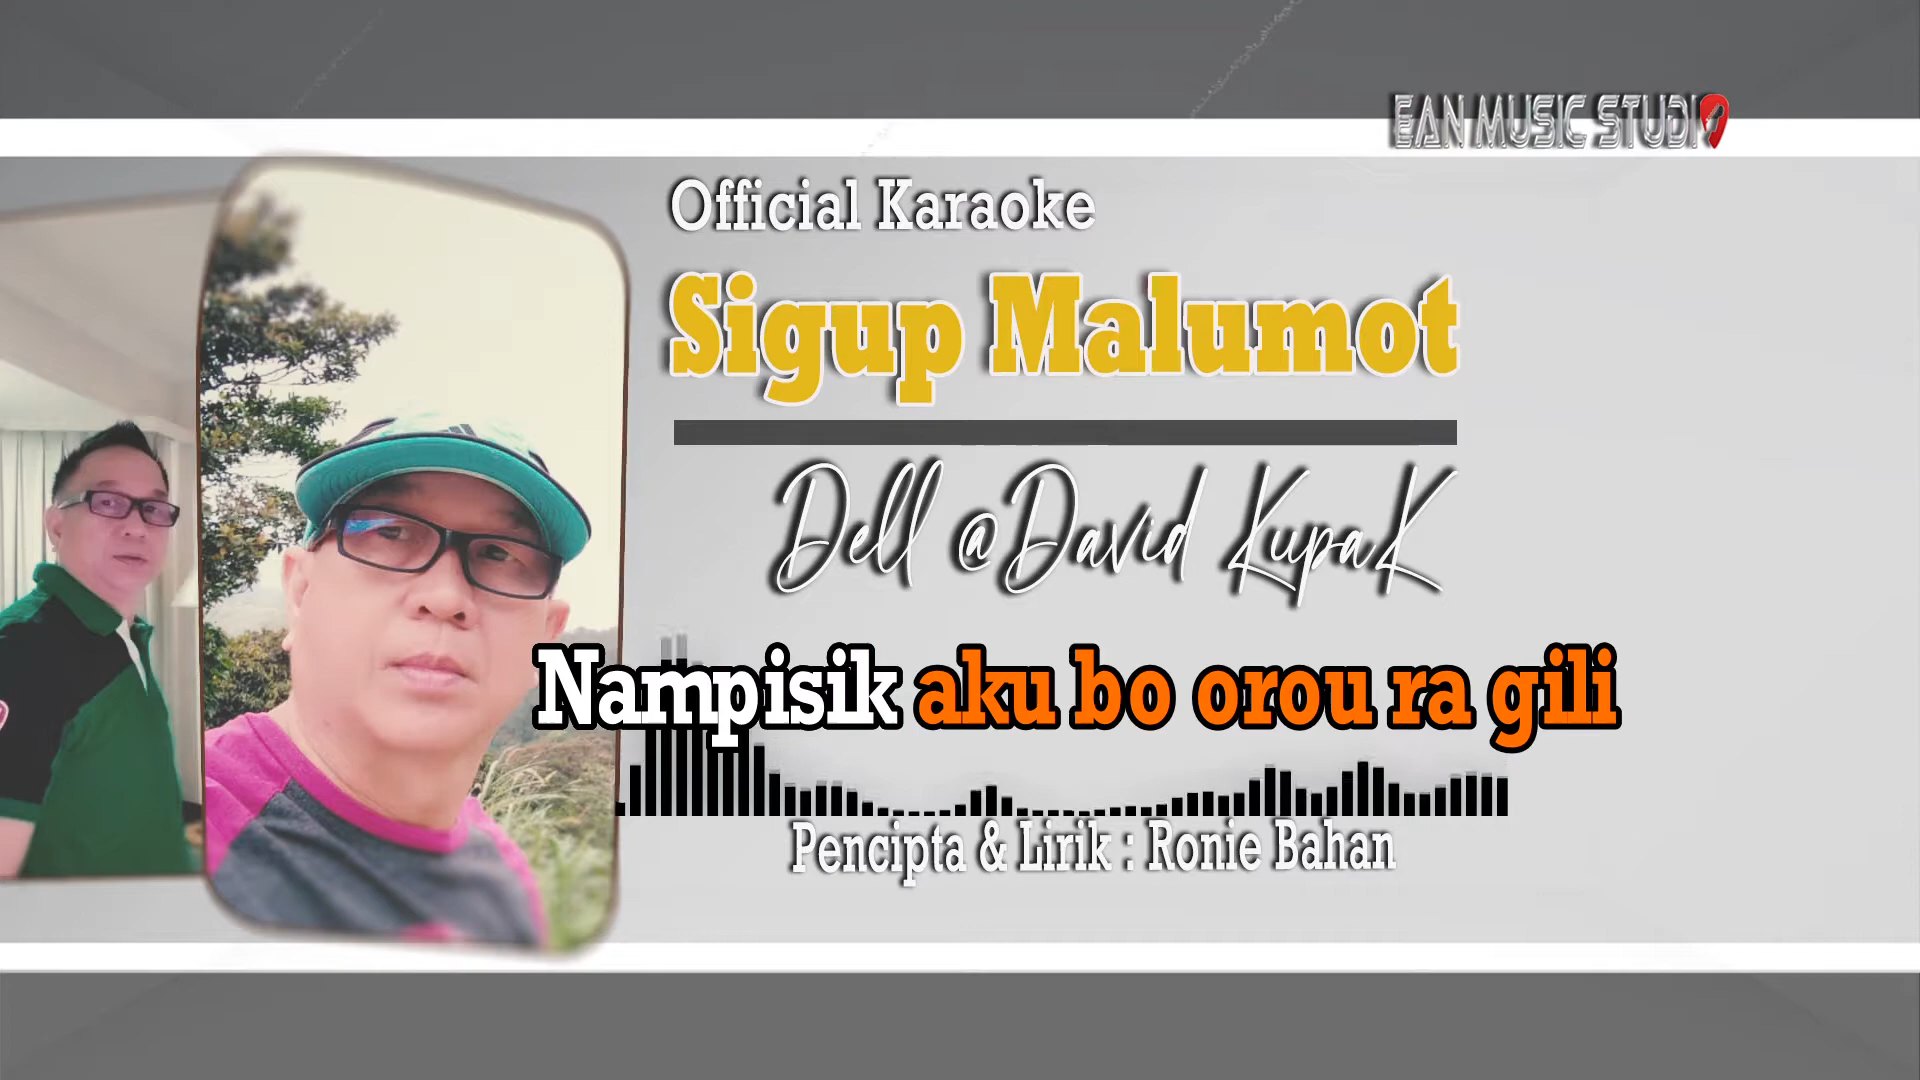 EAN MUSIC STUDIO
Official Karaoke
Sigup Malumot
Dell @David KupaK
Nampisik aku bo orou ra gili
Pencipta & Lirik : Ronie Bahan